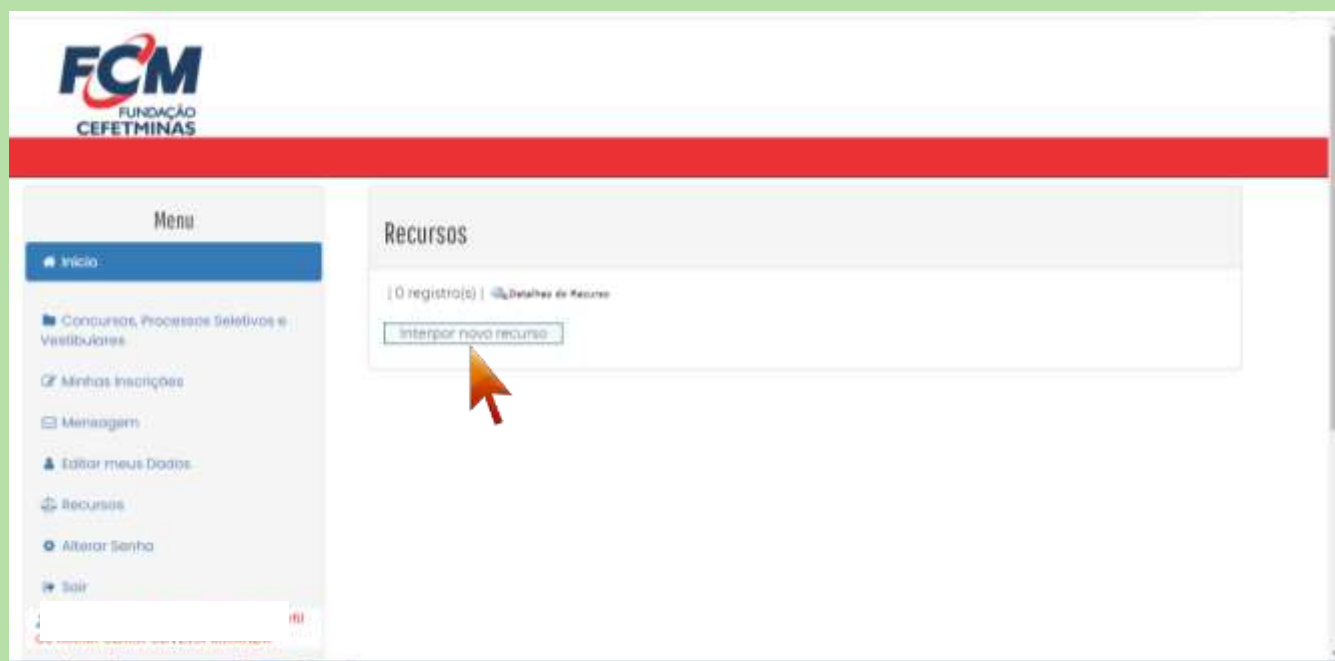 FCM
FUNDAÇÃO
CEFETMINAS
Menu
Início
Concursos, Processos Seletivos e
Vestibulares
Minhas Inscrições
Mensagem
Editar meus Dados
Recursos
Alterar Senha
Sair
Recursos
| 0 registro(s) | Detalhes do Recurso
Interpor novo recurso